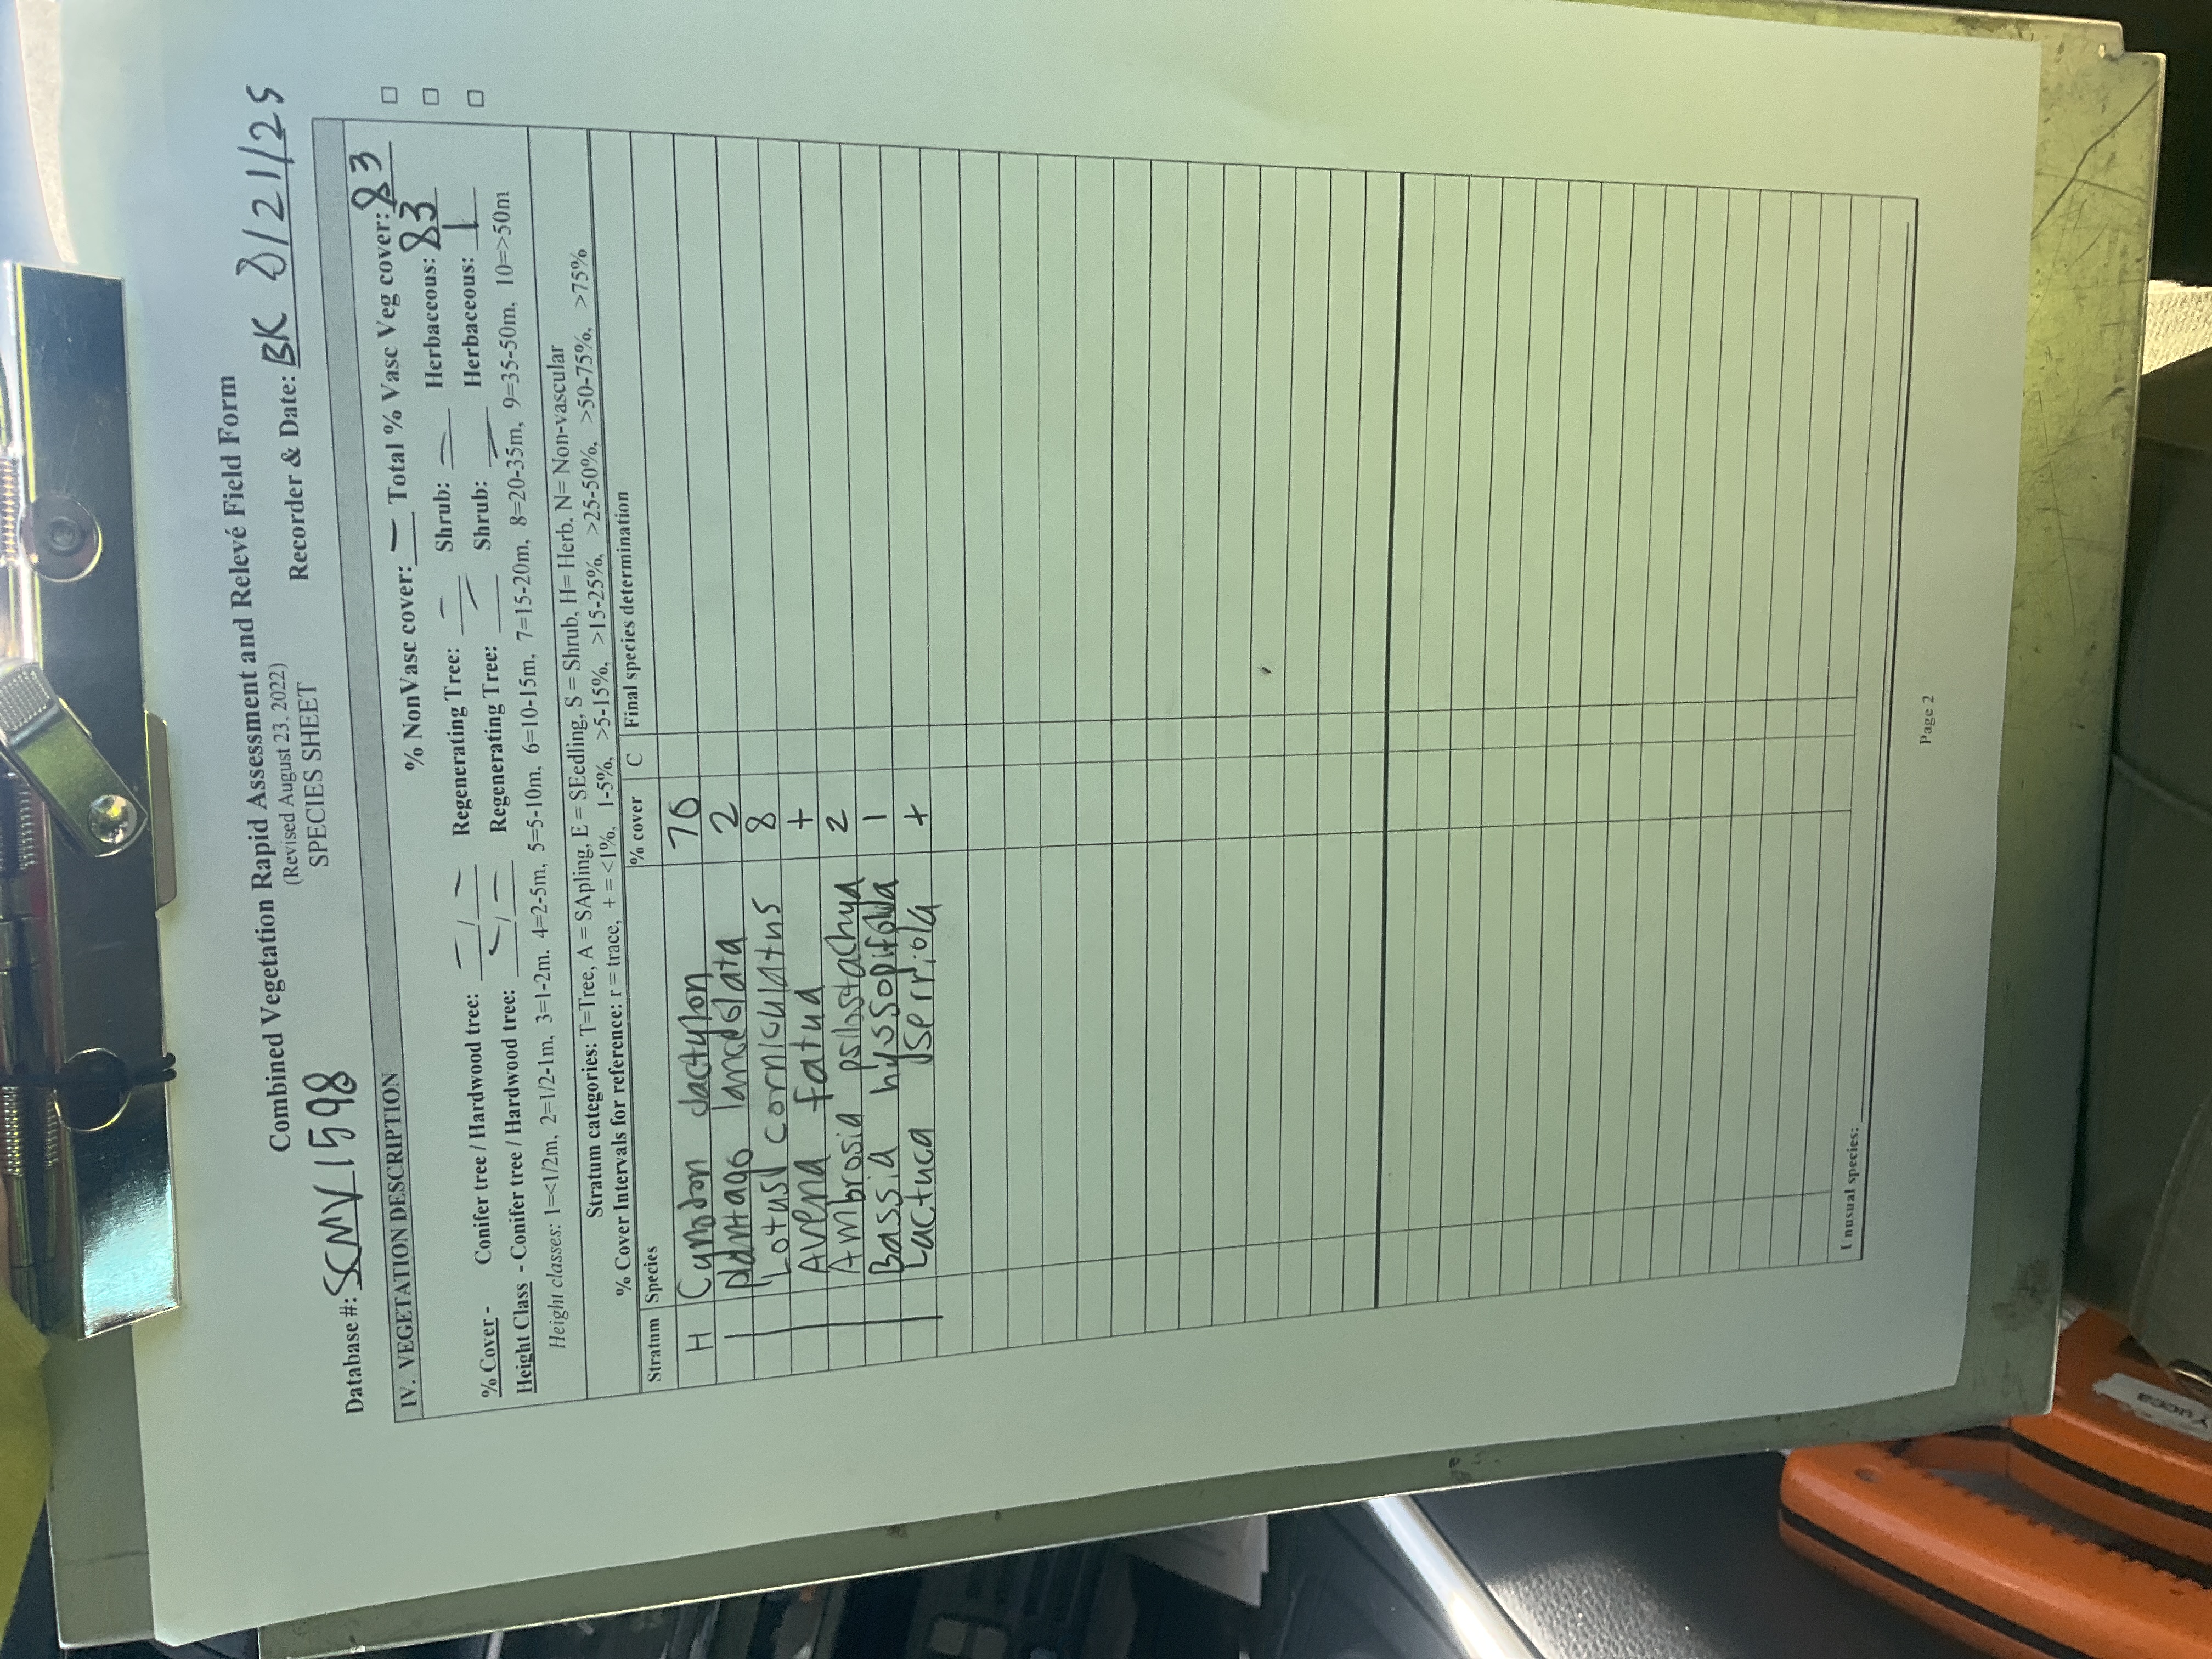 Combined Vegetation Rapid Assessment and Relevé Field Form
(Revised August 23, 2022)
SPECIES SHEET
Database #: SCMV1598 Recorder & Date: BK 8/21/25
IV. VEGETATION DESCRIPTION
% NonVasc cover: — Total % Vasc Veg cover: 83
% Cover - Conifer tree / Hardwood tree: — / — Regenerating Tree: — Shrub: — Herbaceous: 83
Height Class - Conifer tree / Hardwood tree: — / — Regenerating Tree: — Shrub: — Herbaceous: 1
Height classes: 1=<1/2m, 2=1/2-1m, 3=1-2m, 4=2-5m, 5=5-10m, 6=10-15m, 7=15-20m, 8=20-35m, 9=35-50m, 10=>50m
Stratum categories: T=Tree, A = SApling, E = SEedling, S = Shrub, H= Herb, N= Non-vascular
% Cover Intervals for reference: r = trace, + = <1%, 1-5%, >5-15%, >15-25%, >25-50%, >50-75%, >75%
Stratum Species % cover C Final species determination
H Cynodon dactylon 70
plantago lanceolata 2
Lotus corniculatus 8
Avena fatua +
Ambrosia psilostachya 2
Bassia hyssopifolia 1
Lactuca serriola +
Unusual species:
Page 2
Yucca